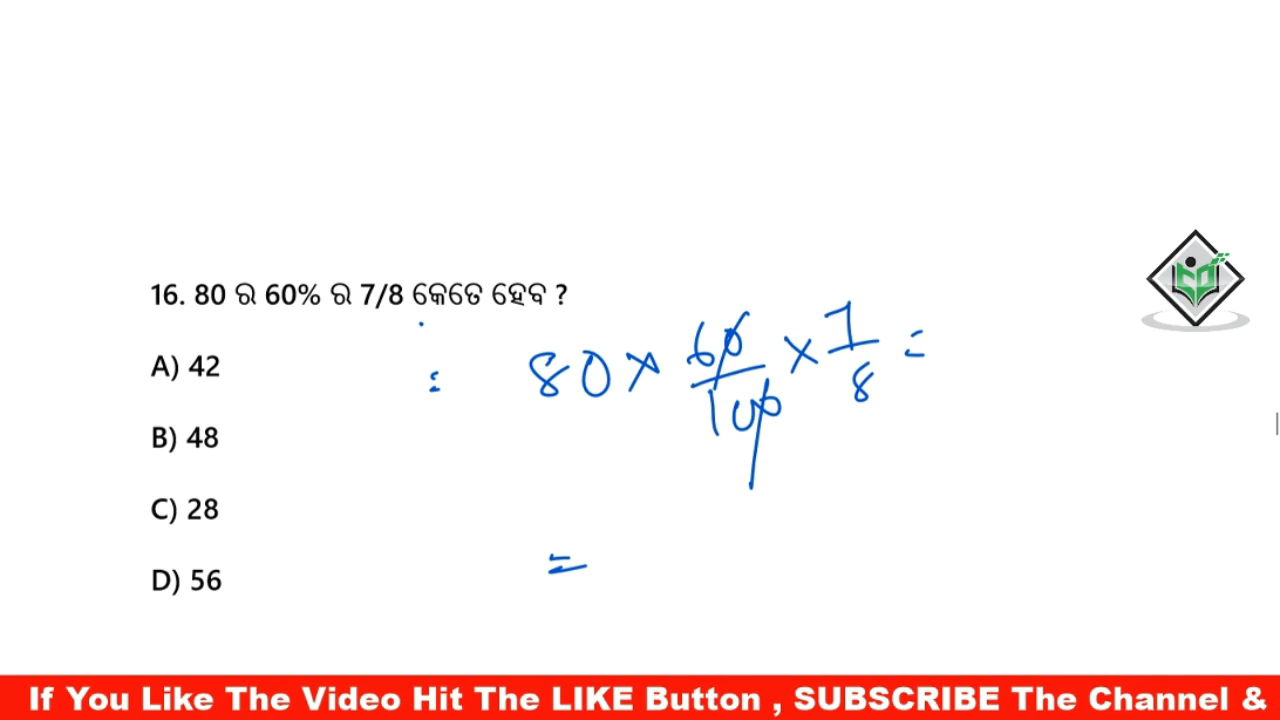 16. 80 ର 60% ର 7/8 କେତେ ହେବ ?
A) 42
B) 48
C) 28
D) 56
: 80 × 60/100 × 7/8 =
=
If You Like The Video Hit The LIKE Button , SUBSCRIBE The Channel &